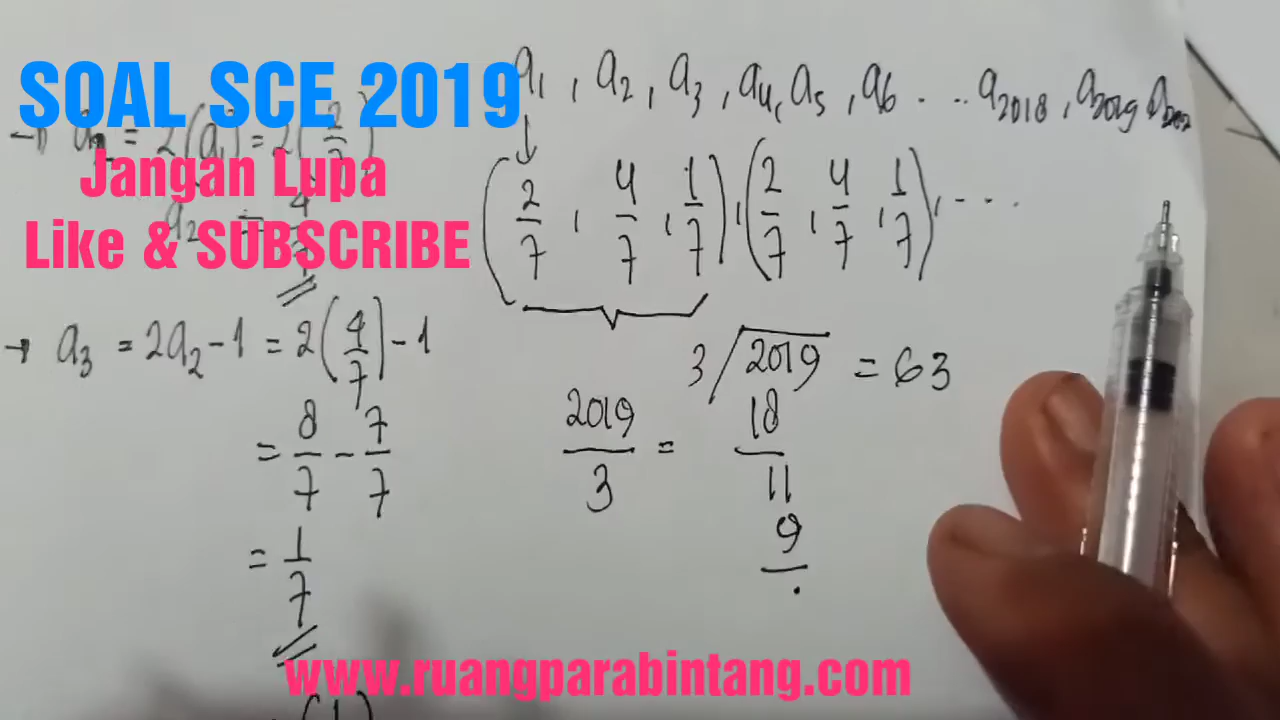 SOAL SCE 2019
Jangan Lupa
Like & SUBSCRIBE
a₁, a₂, a₃, a₄, a₅, a₆ ... a₂₀₁₈, a₂₀₁₉
(2/7, 4/7, 1/7), (2/7, 4/7, 1/7), ...
→ a₃ = 2a₂ - 1 = 2(4/7) - 1
= 8/7 - 7/7
= 1/7
3 / 2019 = 63
18
11
9
2019/3 =
www.ruangparabintang.com